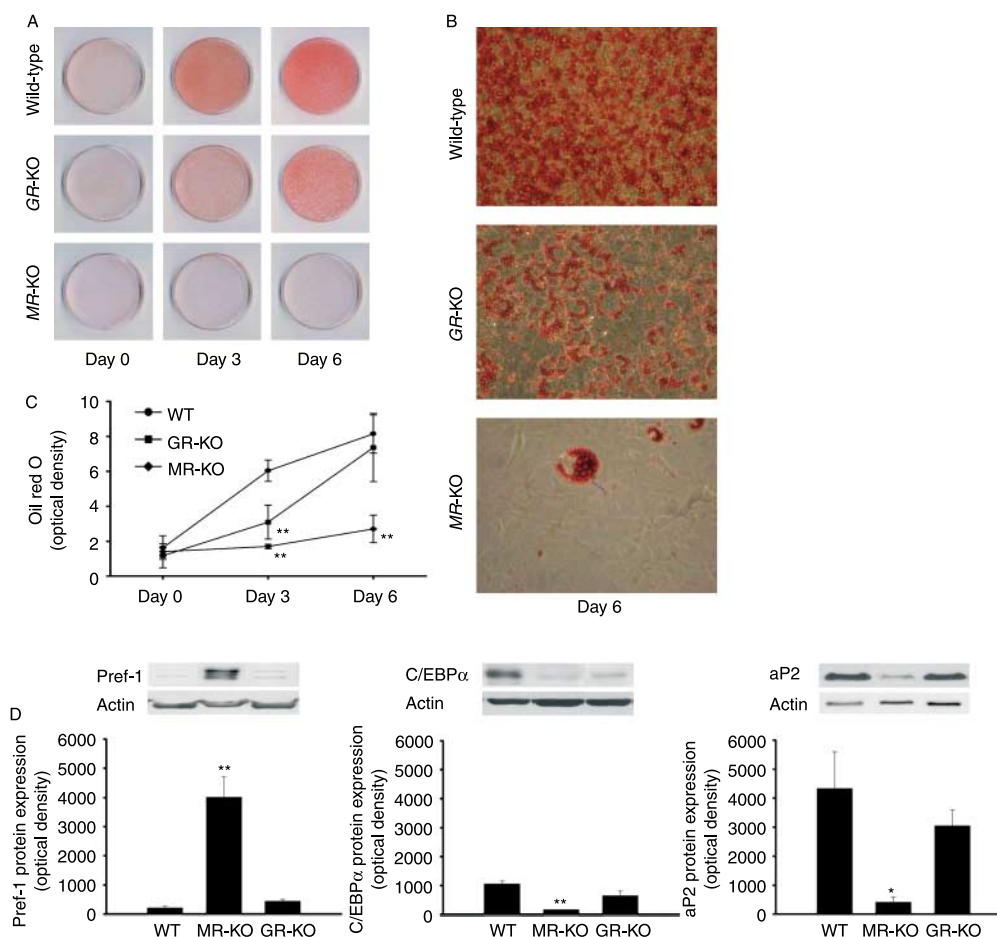 A
B
Wild-type
GR-KO
MR-KO
Day 0 Day 3 Day 6
Wild-type
GR-KO
MR-KO
Day 6
C
Oil red O
(optical density)
10
8
6
4
2
0
WT
GR-KO
MR-KO
**
**
**
Day 0 Day 3 Day 6
D
Pref-1
Actin
Pref-1 protein expression
(optical density)
6000
5000
4000
3000
2000
1000
0
**
WT MR-KO GR-KO
C/EBPα
Actin
C/EBPα protein expression
(optical density)
6000
5000
4000
3000
2000
1000
0
**
WT MR-KO GR-KO
aP2
Actin
aP2 protein expression
(optical density)
6000
5000
4000
3000
2000
1000
0
*
WT MR-KO GR-KO